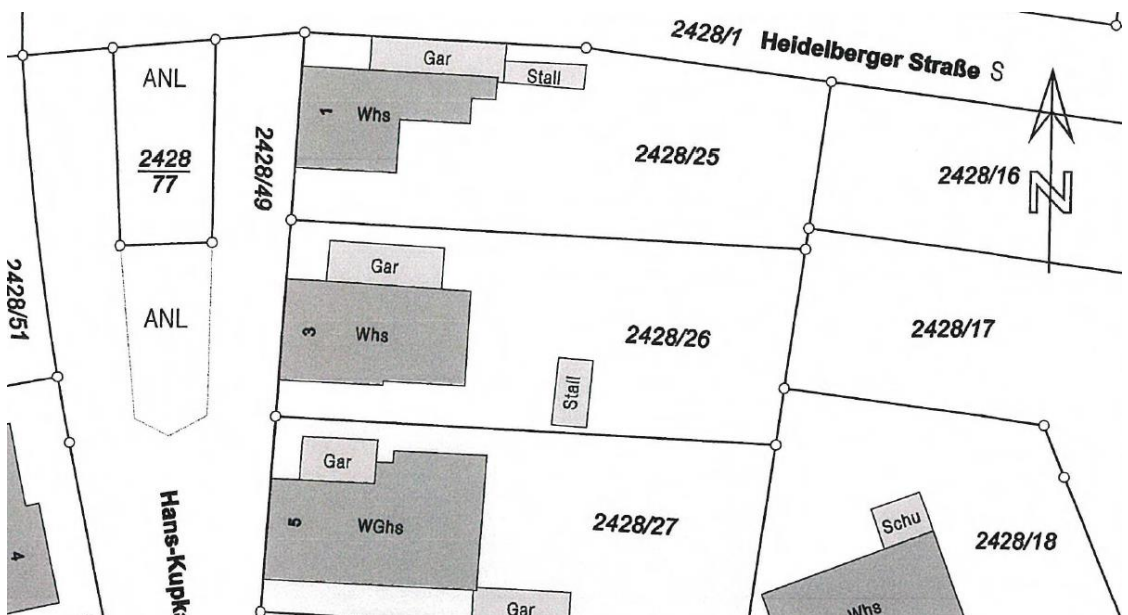 2428/1 Heidelberger Straße S
ANL
Gar
Stall
1 Whs
2428
77
2428/49
2428/25
2428/16
N
Gar
2428/51
ANL
3 Whs
2428/26
2428/17
Stall
Gar
Hans-Kupka
5 WGhs
2428/27
Schu
2428/18
4
Gar
Whs